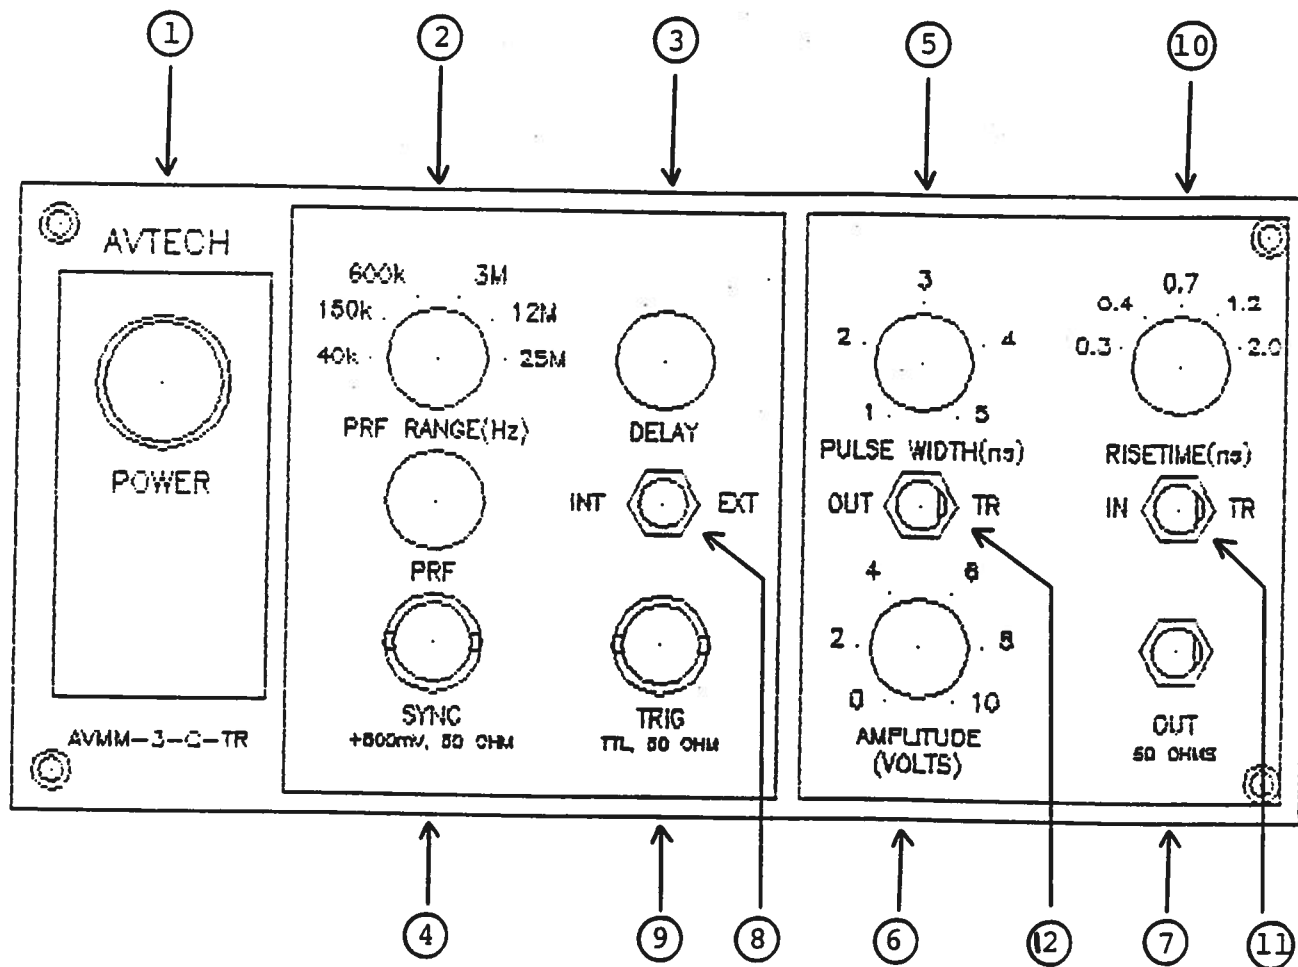 1 2 3 5 10
AVTECH
POWER
AVMM-3-C-TR
600k 3M
150k 12M
40k 25M
PRF RANGE(Hz)
PRF
SYNC
+500mV, 50 OHM
DELAY
INT EXT
TRIG
TTL, 50 OHM
3
2 4
1 5
PULSE WIDTH(ns)
OUT TR
4 6
2 8
0 10
AMPLITUDE
(VOLTS)
0.7
0.4 1.2
0.3 2.0
RISETIME(ns)
IN TR
OUT
50 OHMS
4 9 8 6 12 7 11